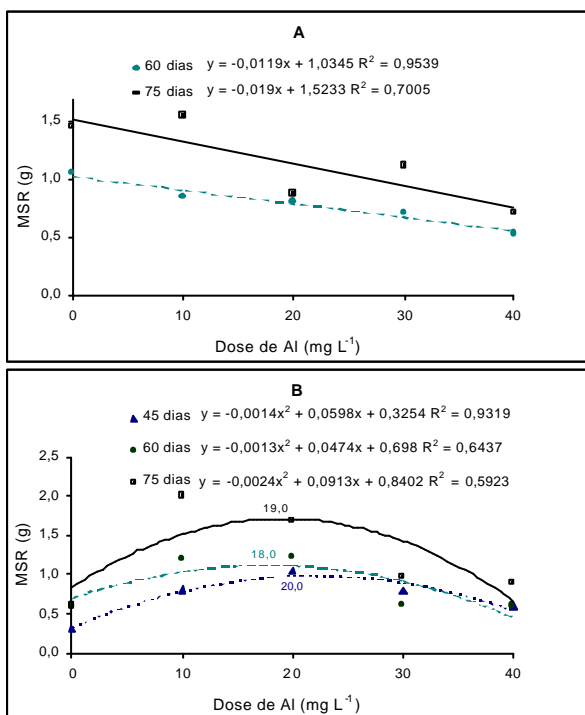 A
60 dias y = -0,0119x + 1,0345 R² = 0,9539
75 dias y = -0,019x + 1,5233 R² = 0,7005
1,5
1,0
0,5
0,0
MSR (g)
0 10 20 30 40
Dose de Al (mg L⁻¹)
B
45 dias y = -0,0014x² + 0,0598x + 0,3254 R² = 0,9319
60 dias y = -0,0013x² + 0,0474x + 0,698 R² = 0,6437
75 dias y = -0,0024x² + 0,0913x + 0,8402 R² = 0,5923
2,5
2,0
1,5
1,0
0,5
0,0
MSR (g)
19,0
18,0
20,0
0 10 20 30 40
Dose de Al (mg L⁻¹)